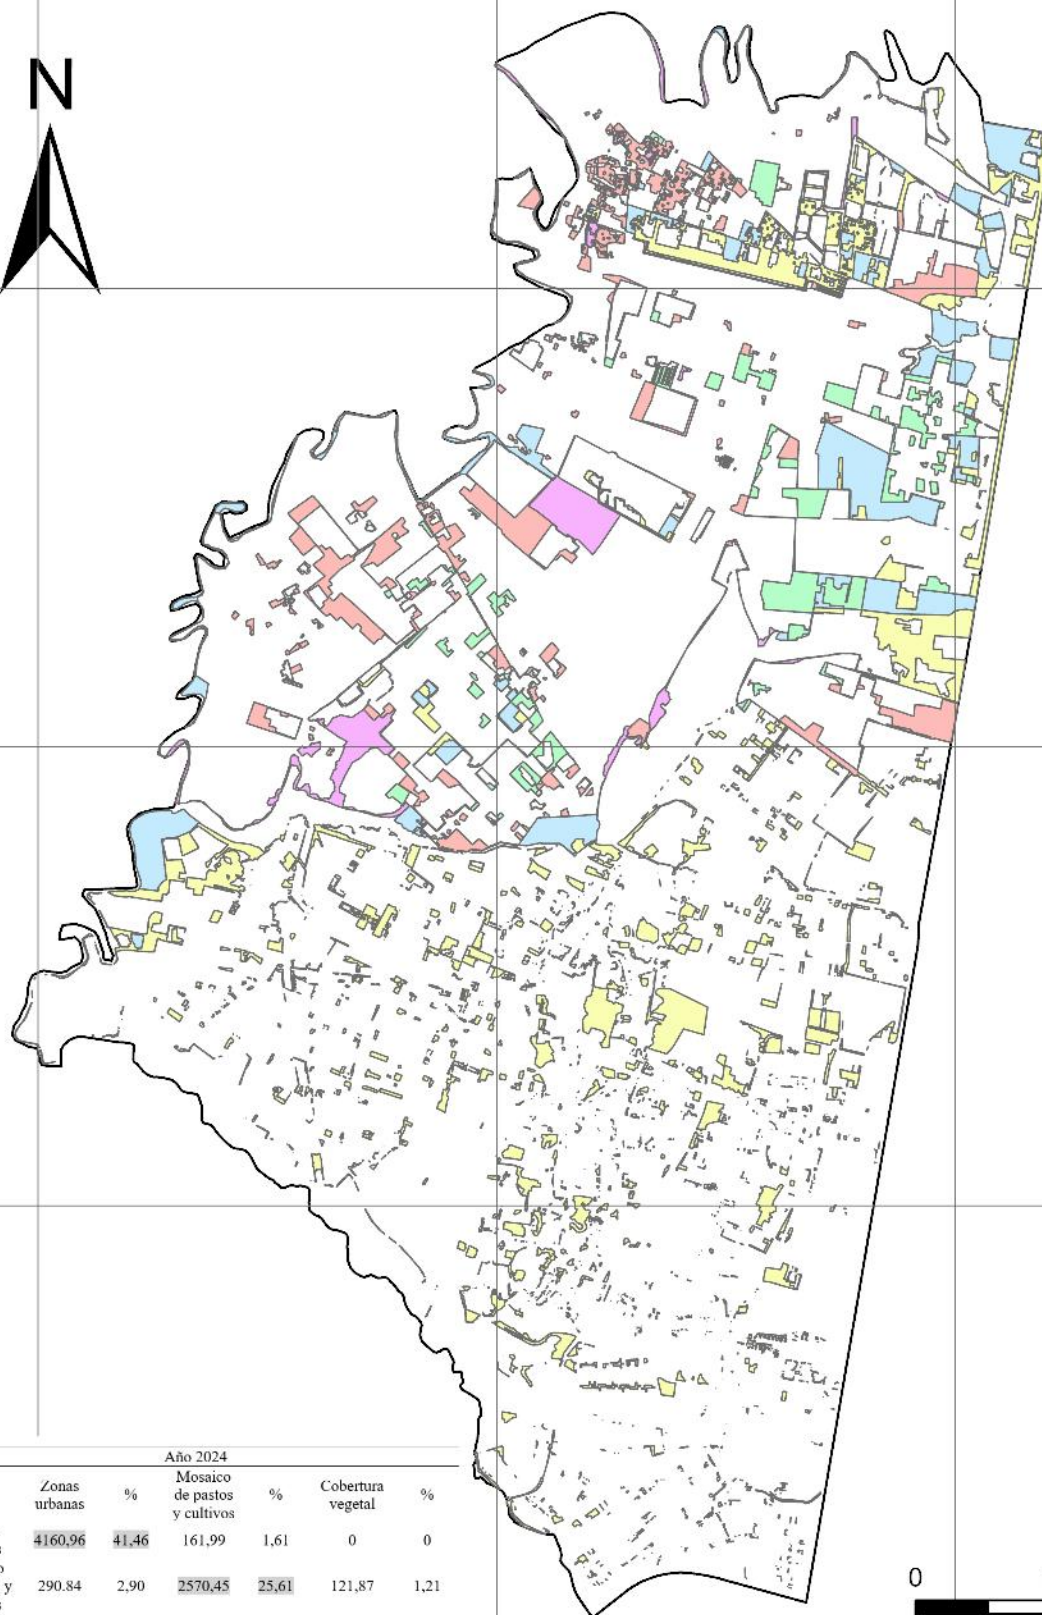 N
Año 2024
Zonas urbanas % Mosaico de pastos y cultivos % Cobertura vegetal %
4160,96 41,46 161,99 1,61 0 0
y 290.84 2,90 2570,45 25,61 121,87 1,21
0